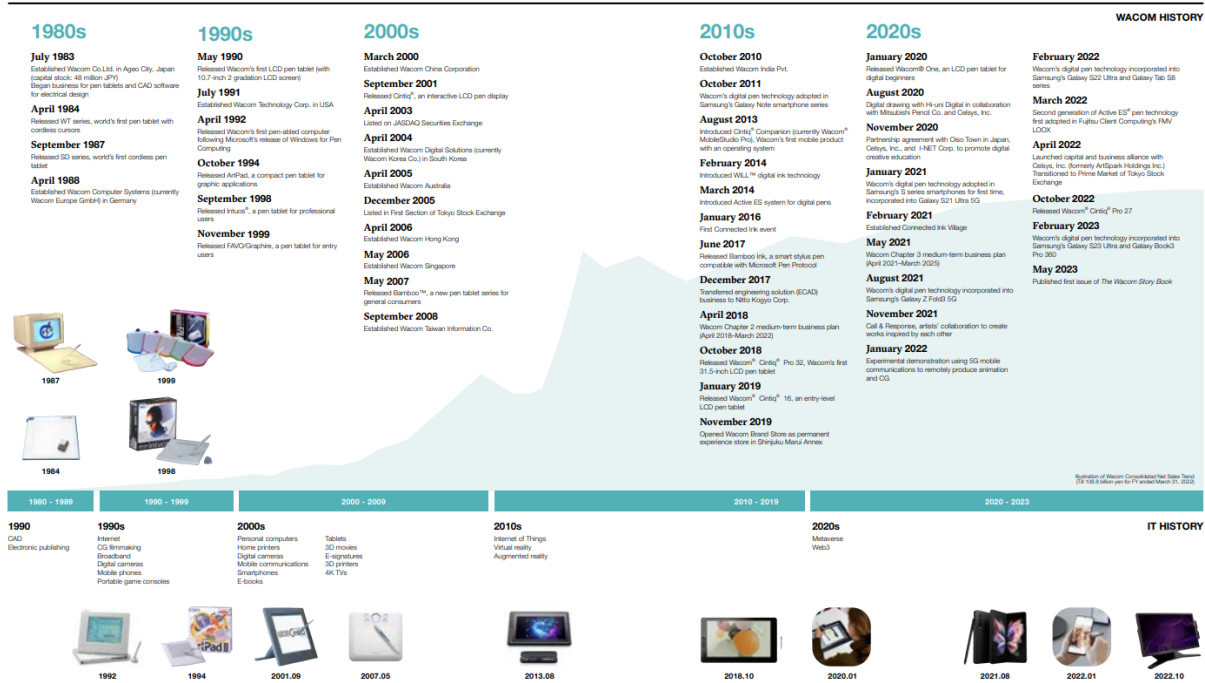 WACOM HISTORY
1980s
July 1983
Established Wacom Co.Ltd. in Ageo City, Japan
(capital stock: 48 million JPY)
Began business for pen tablets and CAD software
for electrical design
April 1984
Released WT series, world's first pen tablet with
cordless cursors
September 1987
Released SD series, world's first cordless pen
tablet
April 1988
Established Wacom Computer Systems (currently
Wacom Europe GmbH) in Germany
1990s
May 1990
Released Wacom's first LCD pen tablet (with
10.7-inch 2 gradation LCD screen)
July 1991
Established Wacom Technology Corp. in USA
April 1992
Released Wacom's first pen-abled computer
following Microsoft's release of Windows for Pen
Computing
October 1994
Released ArtPad, a compact pen tablet for
graphic applications
September 1998
Released Intuos®, a pen tablet for professional
users
November 1999
Released FAVO/Graphire, a pen tablet for entry
users
2000s
March 2000
Established Wacom China Corporation
September 2001
Released Cintiq®, an interactive LCD pen display
April 2003
Listed on JASDAQ Securities Exchange
April 2004
Established Wacom Digital Solutions (currently
Wacom Korea Co.) in South Korea
April 2005
Established Wacom Australia
December 2005
Listed in First Section of Tokyo Stock Exchange
April 2006
Established Wacom Hong Kong
May 2006
Established Wacom Singapore
May 2007
Released Bamboo™, a new pen tablet series for
general consumers
September 2008
Established Wacom Taiwan Information Co.
2010s
October 2010
Established Wacom India Pvt.
October 2011
Wacom's digital pen technology adopted in
Samsung's Galaxy Note smartphone series
August 2013
Introduced Cintiq® Companion (currently Wacom®
MobileStudio Pro), Wacom's first mobile product
with an operating system
February 2014
Introduced WILL™ digital ink technology
March 2014
Introduced Active ES system for digital pens
January 2016
First Connected Ink event
June 2017
Released Bamboo Ink, a smart stylus pen
compatible with Microsoft Pen Protocol
December 2017
Transferred engineering solution (ECAD)
business to Nitto Kogyo Corp.
April 2018
Wacom Chapter 2 medium-term business plan
(April 2018–March 2022)
October 2018
Released Wacom® Cintiq® Pro 32, Wacom's first
31.5-inch LCD pen tablet
January 2019
Released Wacom® Cintiq® 16, an entry-level
LCD pen tablet
November 2019
Opened Wacom Brand Store as permanent
experience store in Shinjuku Marui Annex
2020s
January 2020
Released Wacom® One, an LCD pen tablet for
digital beginners
August 2020
Digital drawing with Hi-uni Digital in collaboration
with Mitsubishi Pencil Co. and Celsys, Inc.
November 2020
Partnership agreement with Oiso Town in Japan,
Celsys, Inc., and I-NET Corp. to promote digital
creative education
January 2021
Wacom's digital pen technology adopted in
Samsung's S series smartphones for first time,
incorporated into Galaxy S21 Ultra 5G
February 2021
Established Connected Ink Village
May 2021
Wacom Chapter 3 medium-term business plan
(April 2021–March 2025)
August 2021
Wacom's digital pen technology incorporated into
Samsung's Galaxy Z Fold3 5G
November 2021
Call & Response, artists' collaboration to create
works inspired by each other
January 2022
Experimental demonstration using 5G mobile
communications to remotely produce animation
and CG
February 2022
Wacom's digital pen technology incorporated into
Samsung's Galaxy S22 Ultra and Galaxy Tab S8
series
March 2022
Second generation of Active ES® pen technology
first adopted in Fujitsu Client Computing's FMV
LOOX
April 2022
Launched capital and business alliance with
Celsys, Inc. (formerly ArtSpark Holdings Inc.)
Transitioned to Prime Market of Tokyo Stock
Exchange
October 2022
Released Wacom® Cintiq® Pro 27
February 2023
Wacom's digital pen technology incorporated into
Samsung's Galaxy S23 Ultra and Galaxy Book3
Pro 360
May 2023
Published first issue of The Wacom Story Book
1987
1999
1984
1998
Illustration of Wacom Consolidated Net Sales Trend
(Till 108.8 billion yen for FY ended March 31, 2022)
1980 - 1989
1990 - 1999
2000 - 2009
2010 - 2019
2020 - 2023
IT HISTORY
1990
CAD
Electronic publishing
1990s
Internet
CG filmmaking
Broadband
Digital cameras
Mobile phones
Portable game consoles
2000s
Personal computers
Home printers
Digital cameras
Mobile communications
Smartphones
E-books
Tablets
3D movies
E-signatures
3D printers
4K TVs
2010s
Internet of Things
Virtual reality
Augmented reality
2020s
Metaverse
Web3
1992
1994
2001.09
2007.05
2013.08
2018.10
2020.01
2021.08
2022.01
2022.10